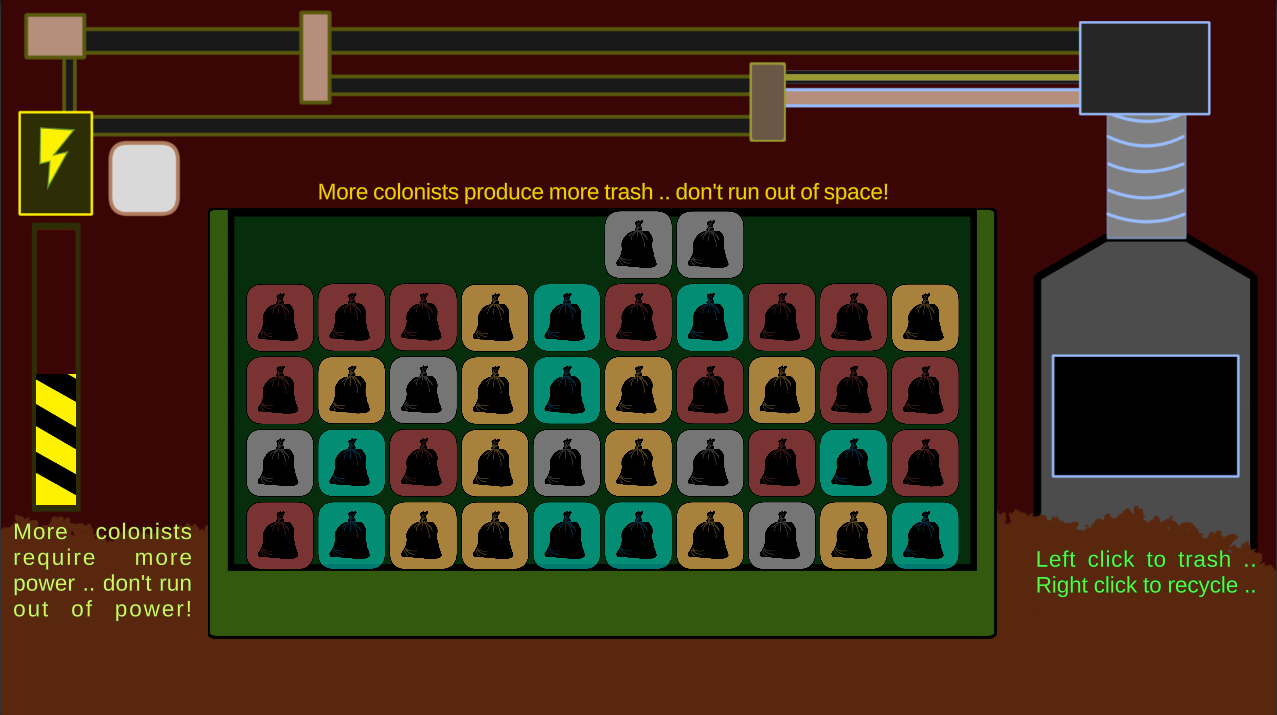 More colonists produce more trash .. don't run out of space!
More colonists
require more
power .. don't run
out of power!
Left click to trash ..
Right click to recycle ..